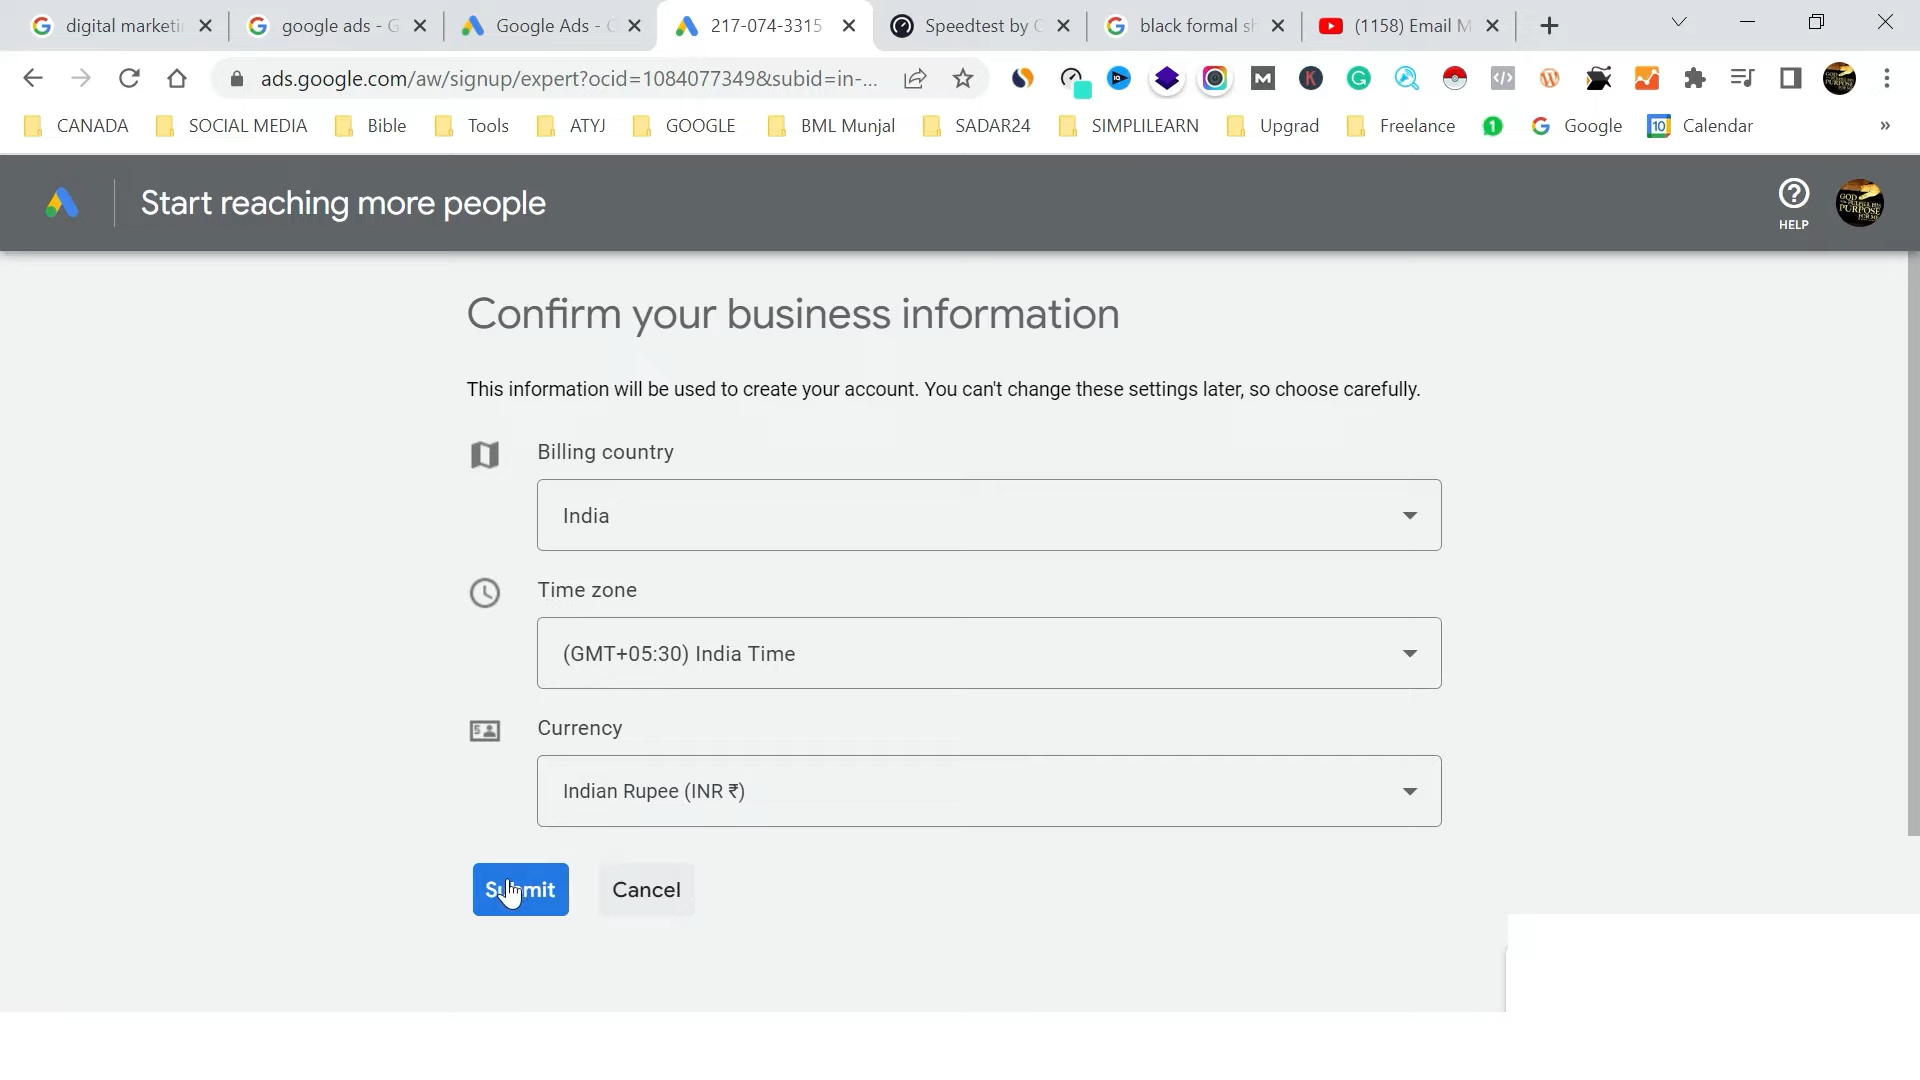 digital marketi
google ads - G
Google Ads - G
217-074-3315
Speedtest by O
black formal sh
(1158) Email M
ads.google.com/aw/signup/expert?ocid=1084077349&subid=in-...
CANADA
SOCIAL MEDIA
Bible
Tools
ATYJ
GOOGLE
BML Munjal
SADAR24
SIMPLILEARN
Upgrad
Freelance
1
Google
10
Calendar
»
Start reaching more people
HELP
GOD
PURPOSE
Confirm your business information
This information will be used to create your account. You can't change these settings later, so choose carefully.
Billing country
India
Time zone
(GMT+05:30) India Time
Currency
Indian Rupee (INR ₹)
Submit
Cancel